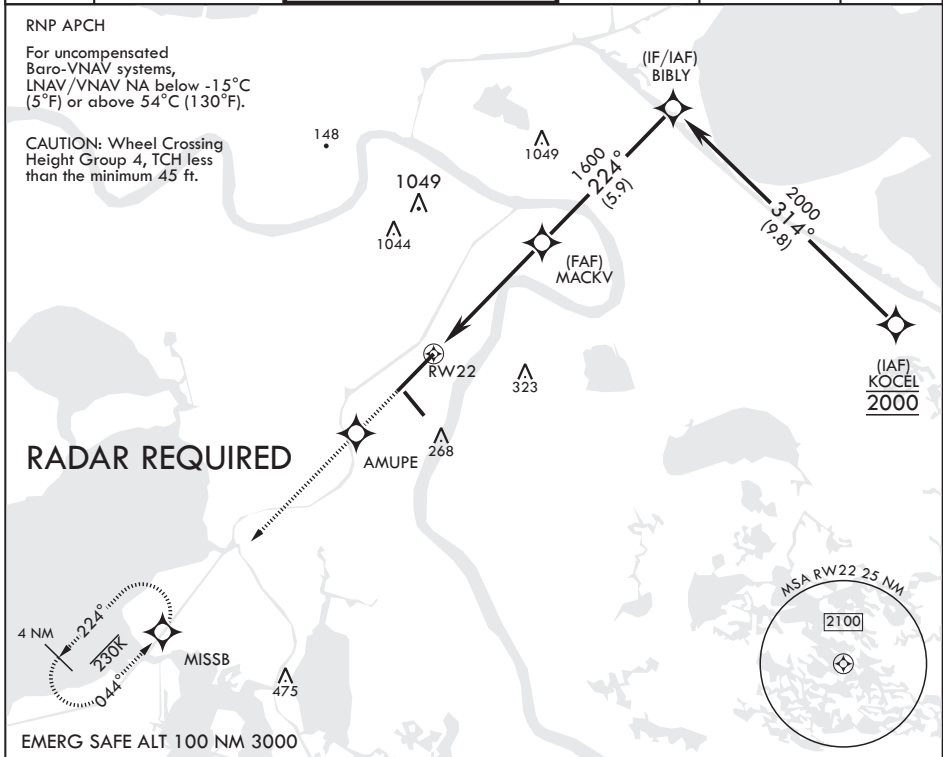 RNP APCH
For uncompensated
Baro-VNAV systems,
LNAV/VNAV NA below -15°C
(5°F) or above 54°C (130°F).
CAUTION: Wheel Crossing
Height Group 4, TCH less
than the minimum 45 ft.
148
1049
1044
1049
(IF/IAF)
BIBLY
1600
224°
(5.9)
2000
314°
(9.8)
(FAF)
MACKV
RW22
323
(IAF)
KOCEL
2000
RADAR REQUIRED
AMUPE
268
MSA RW22 25 NM
2100
4 NM
224°
230K
044°
MISSB
475
EMERG SAFE ALT 100 NM 3000